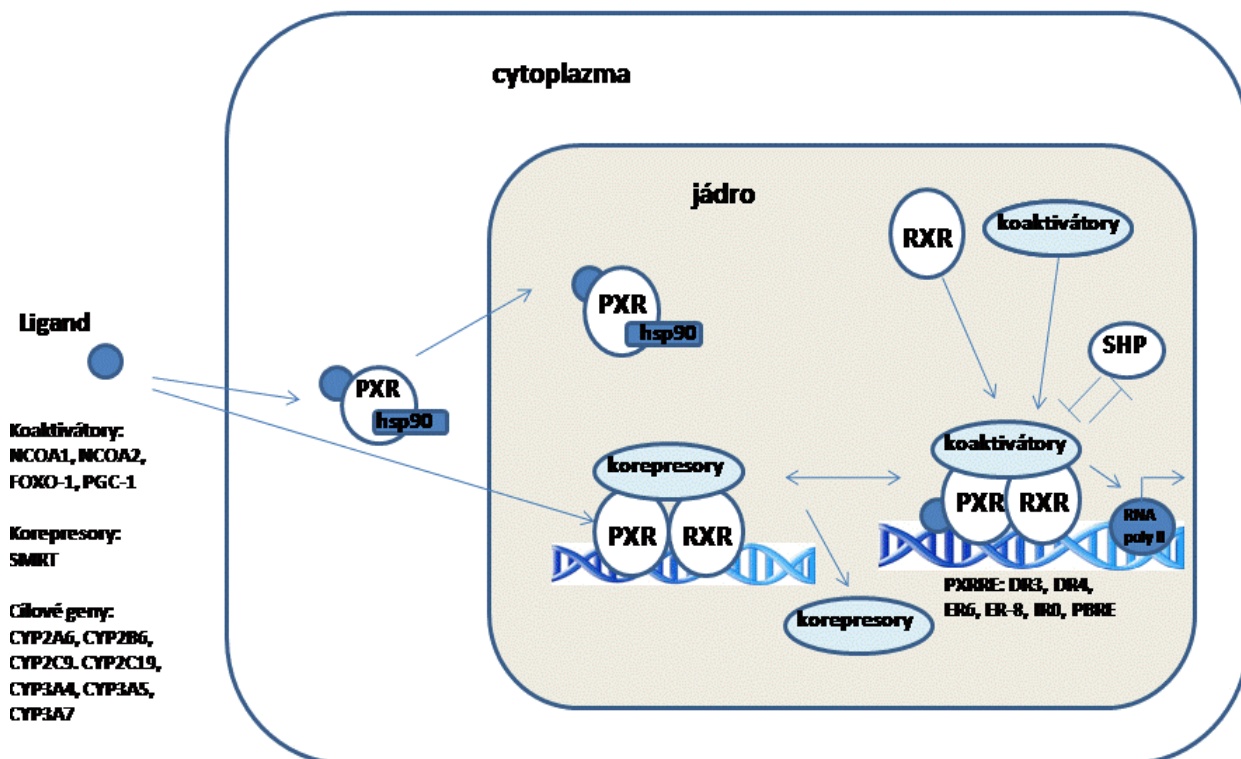 cytoplazma
jádro
RXR
koaktivátory
PXR
hsp90
SHP
Ligand
PXR
hsp90
Koaktivátory:
NCOA1, NCOA2,
FOXO-1, PGC-1
Korepresory:
SMRT
Cílové geny:
CYP2A6, CYP2B6,
CYP2C9. CYP2C19,
CYP3A4, CYP3A5,
CYP3A7
korepresory
PXR
RXR
koaktivátory
PXR
RXR
RNA
poly II
PXRRE: DR3, DR4,
ER6, ER-8, IR0, PBRE
korepresory